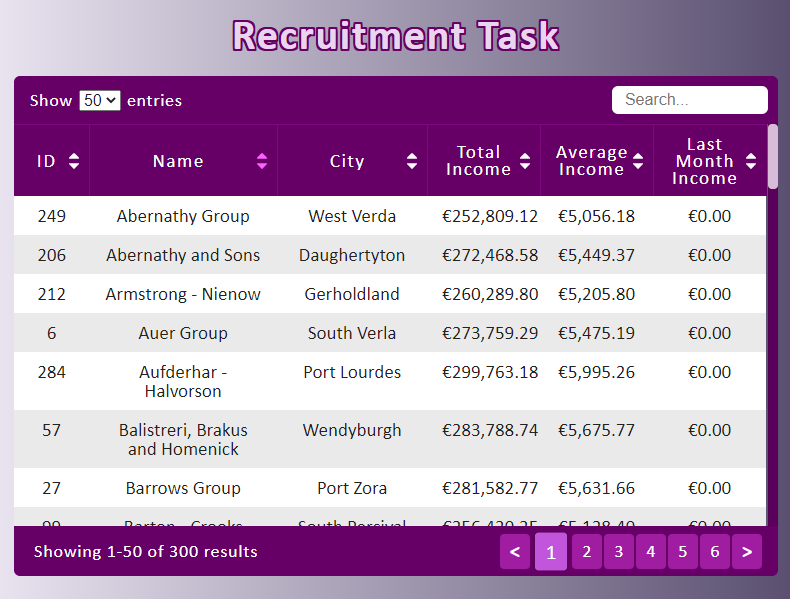 Recruitment Task
Show 50 entries Search...
ID Name City Total Income Average Income Last Month Income
249 Abernathy Group West Verda €252,809.12 €5,056.18 €0.00
206 Abernathy and Sons Daughertyton €272,468.58 €5,449.37 €0.00
212 Armstrong - Nienow Gerholdland €260,289.80 €5,205.80 €0.00
6 Auer Group South Verla €273,759.29 €5,475.19 €0.00
284 Aufderhar - Halvorson Port Lourdes €299,763.18 €5,995.26 €0.00
57 Balistreri, Brakus and Homenick Wendyburgh €283,788.74 €5,675.77 €0.00
27 Barrows Group Port Zora €281,582.77 €5,631.66 €0.00
Barton - Crooks South Percival
Showing 1-50 of 300 results < 1 2 3 4 5 6 >